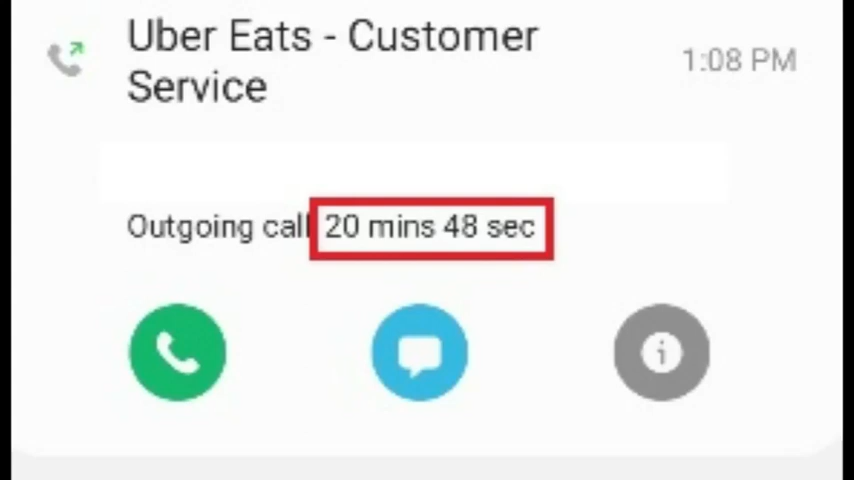 Uber Eats - Customer
Service
1:08 PM
Outgoing call 20 mins 48 sec